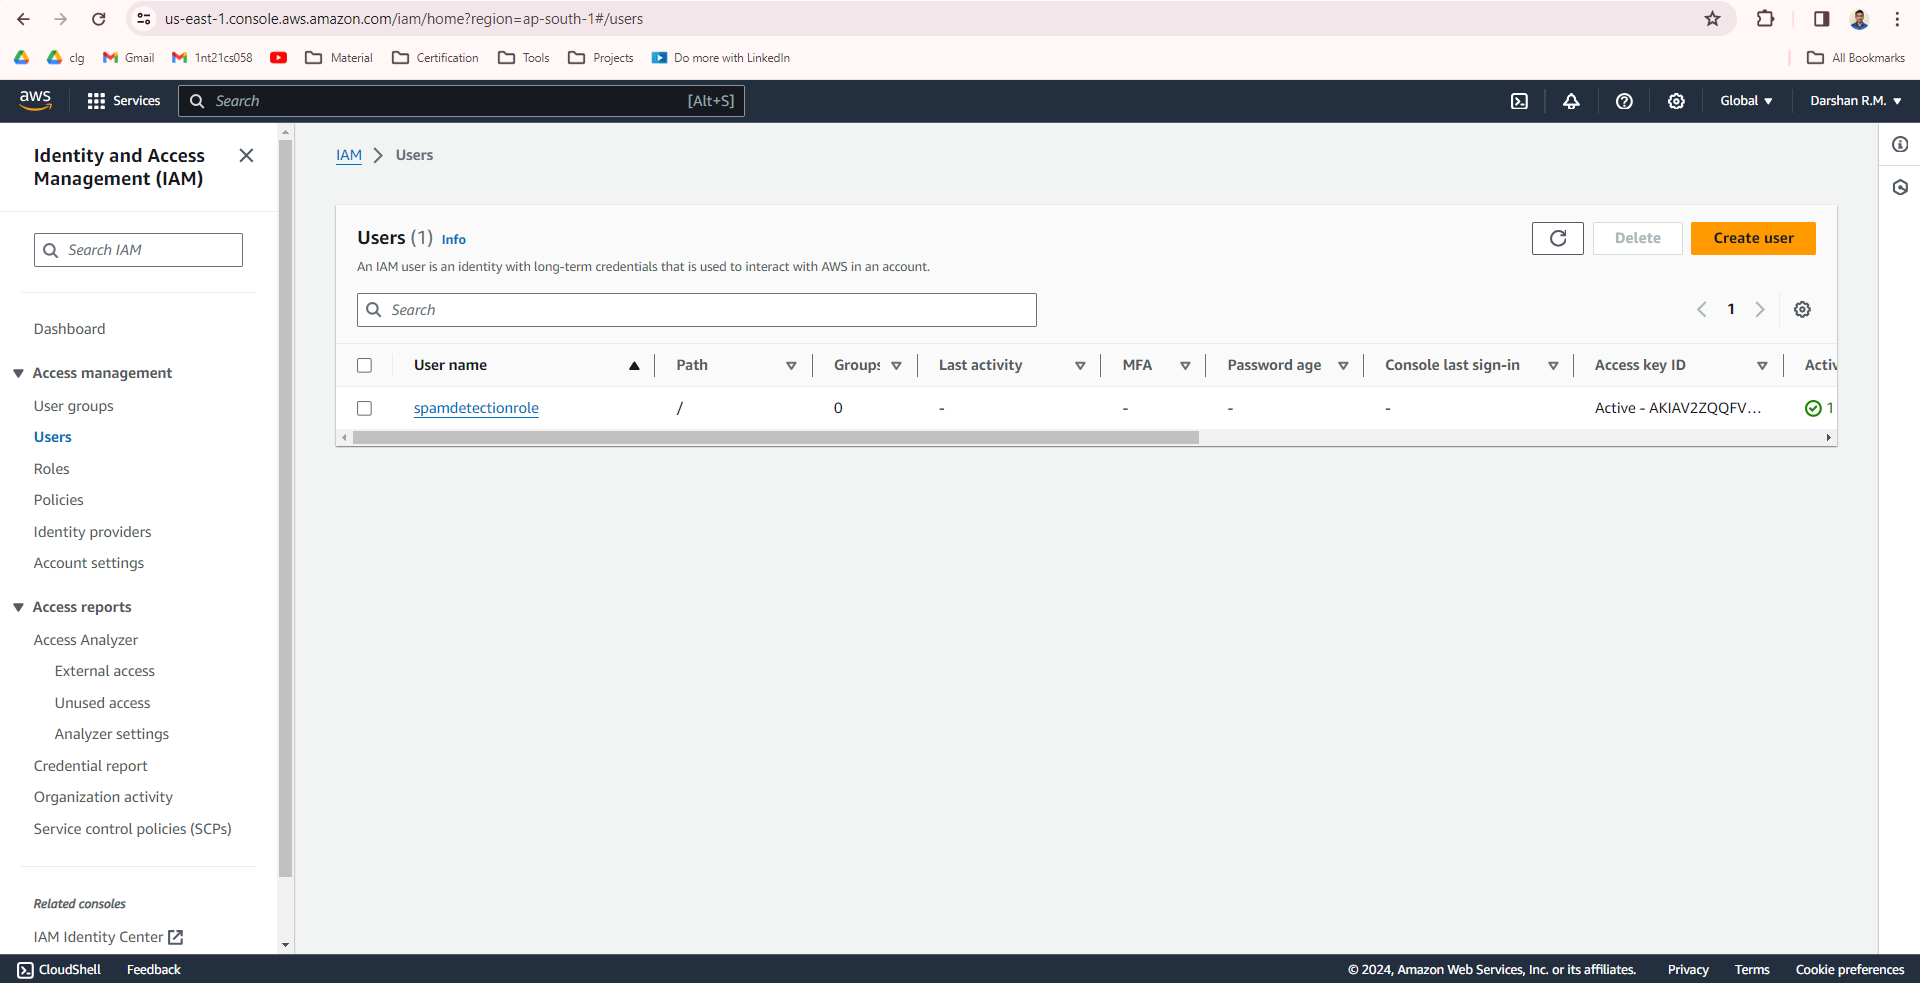 us-east-1.console.aws.amazon.com/iam/home?region=ap-south-1#/users
clg Gmail 1nt21cs058 Material Certification Tools Projects Do more with LinkedIn All Bookmarks
aws Services Search [Alt+S] Global Darshan R.M.
Identity and Access
Management (IAM)
Search IAM
Dashboard
Access management
User groups
Users
Roles
Policies
Identity providers
Account settings
Access reports
Access Analyzer
External access
Unused access
Analyzer settings
Credential report
Organization activity
Service control policies (SCPs)
Related consoles
IAM Identity Center
IAM Users
Users (1) Info
Delete Create user
An IAM user is an identity with long-term credentials that is used to interact with AWS in an account.
Search
1
User name Path Groups Last activity MFA Password age Console last sign-in Access key ID Activ
spamdetectionrole / 0 - - - - Active - AKIAV2ZQQFV... 1
CloudShell Feedback © 2024, Amazon Web Services, Inc. or its affiliates. Privacy Terms Cookie preferences